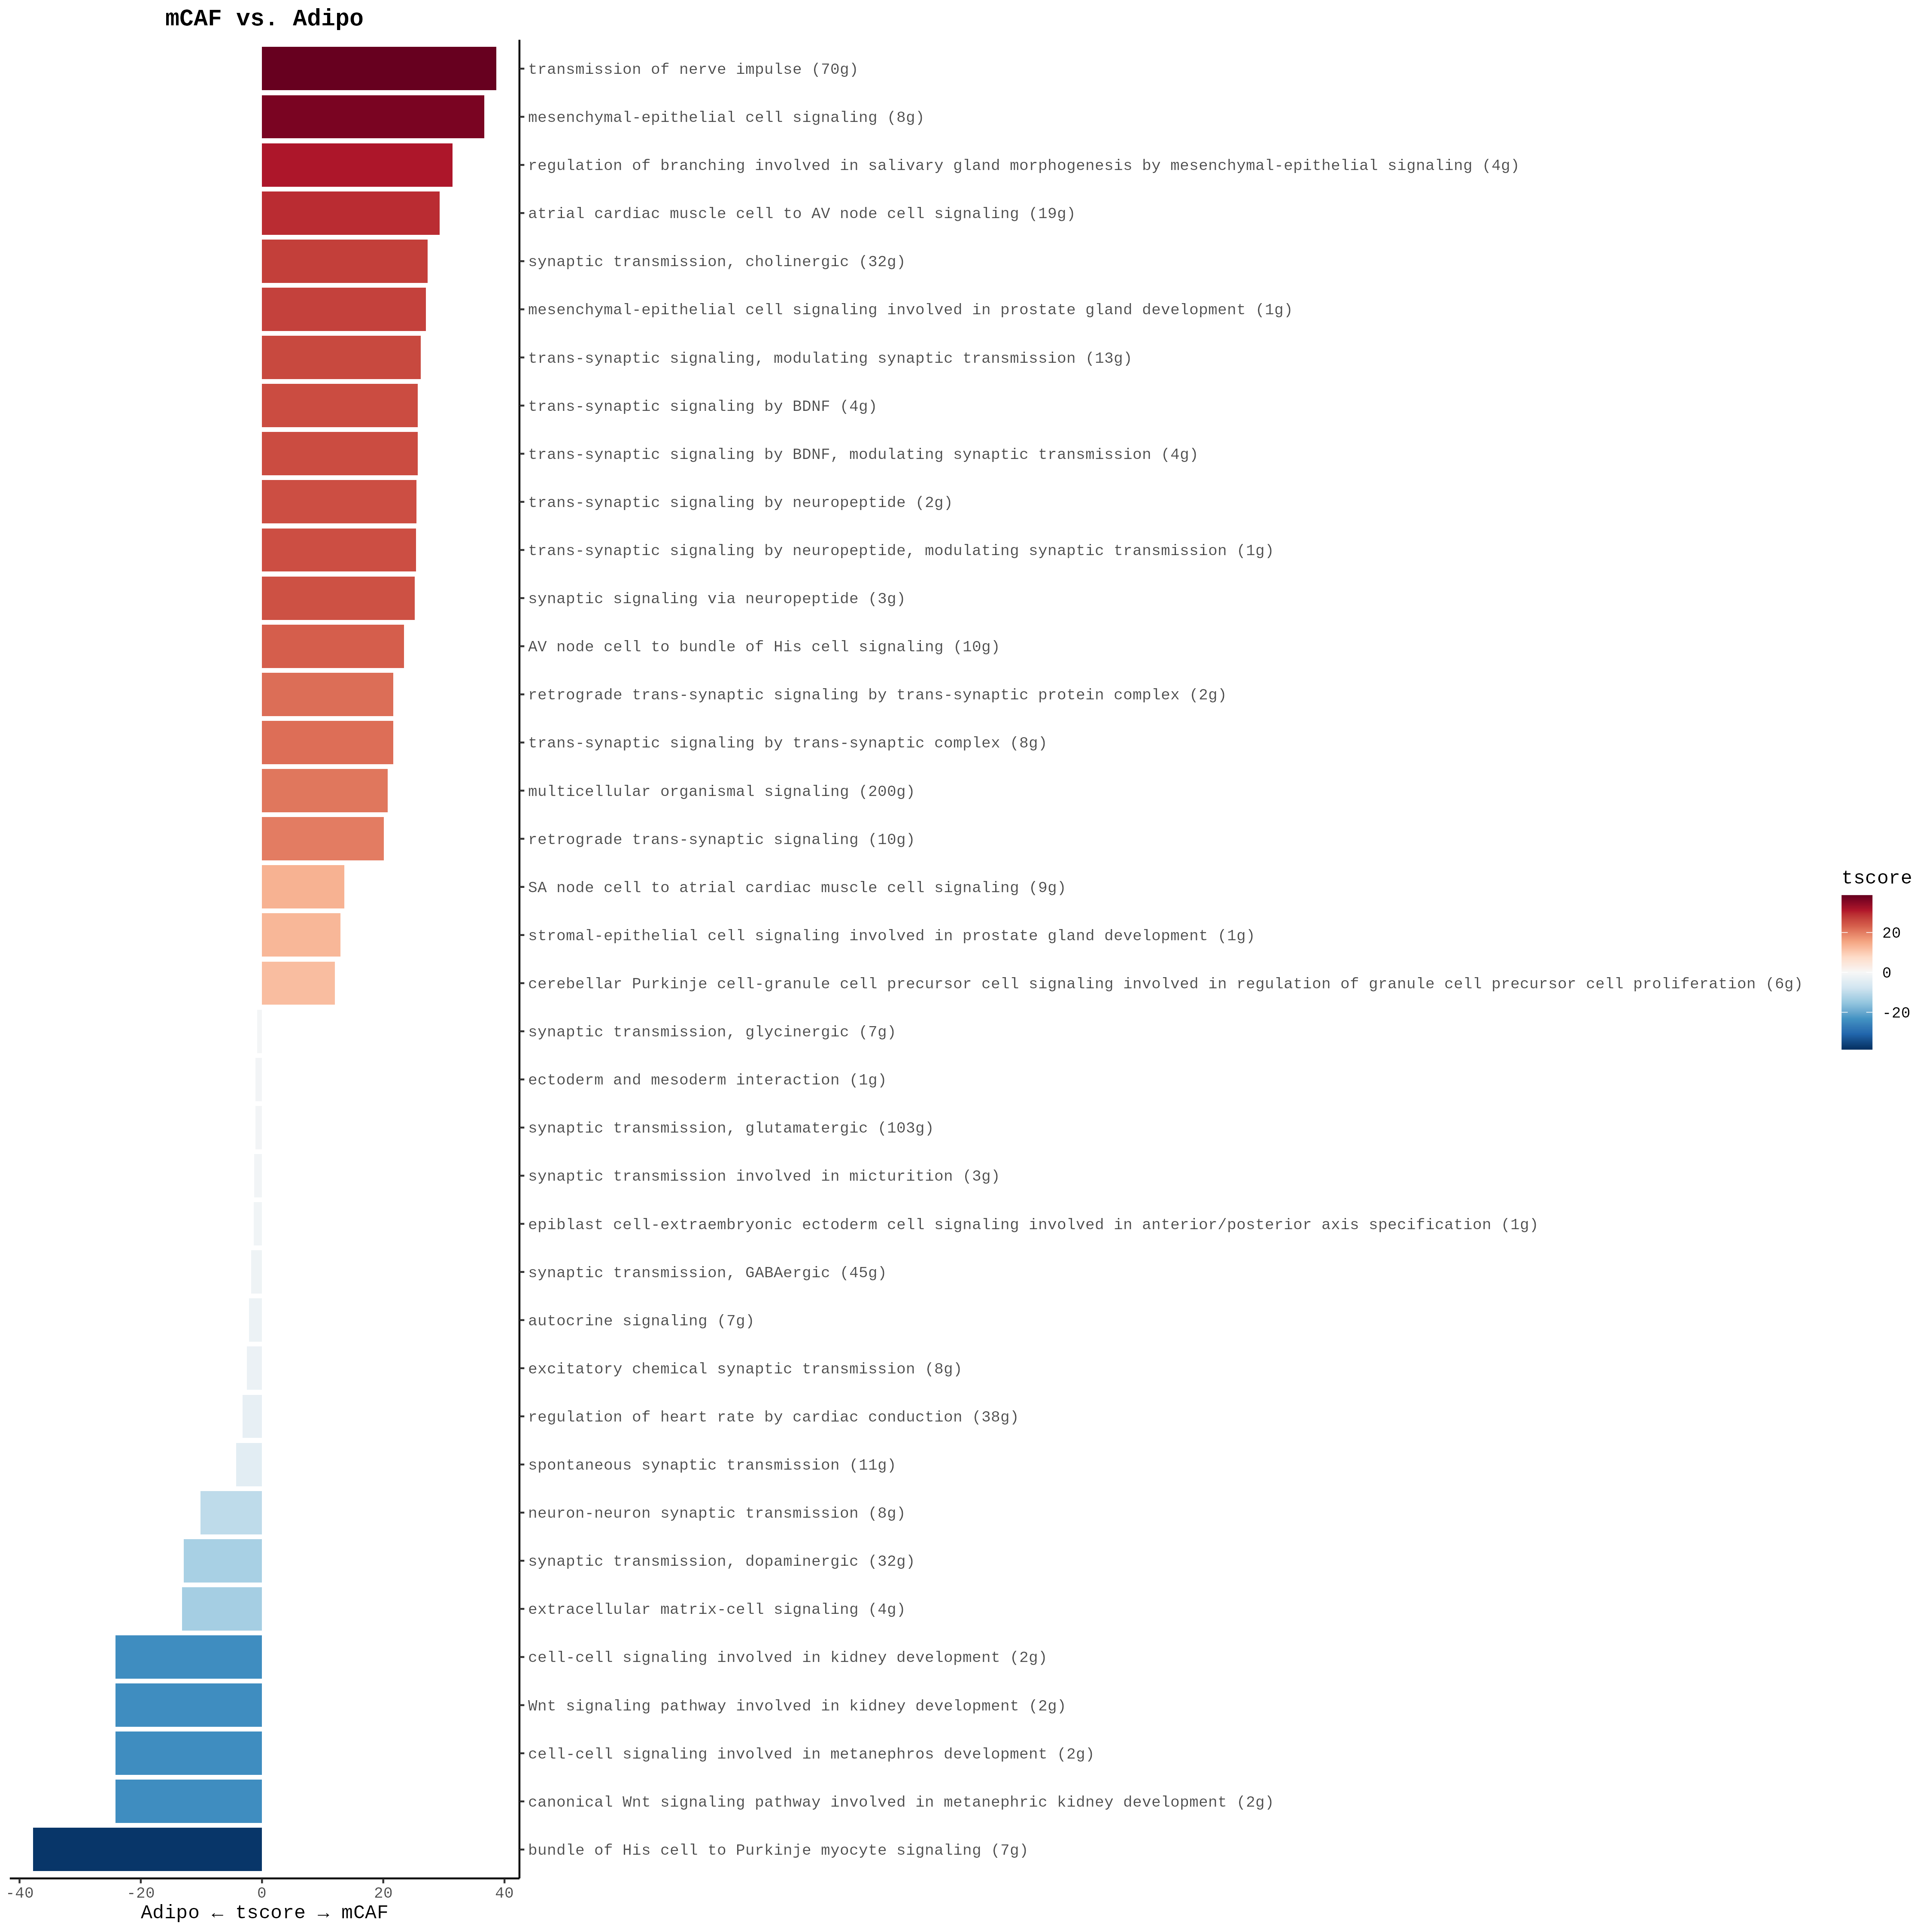 mCAF vs. Adipo
transmission of nerve impulse (70g)
mesenchymal-epithelial cell signaling (8g)
regulation of branching involved in salivary gland morphogenesis by mesenchymal-epithelial signaling (4g)
atrial cardiac muscle cell to AV node cell signaling (19g)
synaptic transmission, cholinergic (32g)
mesenchymal-epithelial cell signaling involved in prostate gland development (1g)
trans-synaptic signaling, modulating synaptic transmission (13g)
trans-synaptic signaling by BDNF (4g)
trans-synaptic signaling by BDNF, modulating synaptic transmission (4g)
trans-synaptic signaling by neuropeptide (2g)
trans-synaptic signaling by neuropeptide, modulating synaptic transmission (1g)
synaptic signaling via neuropeptide (3g)
AV node cell to bundle of His cell signaling (10g)
retrograde trans-synaptic signaling by trans-synaptic protein complex (2g)
trans-synaptic signaling by trans-synaptic complex (8g)
multicellular organismal signaling (200g)
retrograde trans-synaptic signaling (10g)
SA node cell to atrial cardiac muscle cell signaling (9g)
stromal-epithelial cell signaling involved in prostate gland development (1g)
cerebellar Purkinje cell-granule cell precursor cell signaling involved in regulation of granule cell precursor cell proliferation (6g)
synaptic transmission, glycinergic (7g)
ectoderm and mesoderm interaction (1g)
synaptic transmission, glutamatergic (103g)
synaptic transmission involved in micturition (3g)
epiblast cell-extraembryonic ectoderm cell signaling involved in anterior/posterior axis specification (1g)
synaptic transmission, GABAergic (45g)
autocrine signaling (7g)
excitatory chemical synaptic transmission (8g)
regulation of heart rate by cardiac conduction (38g)
spontaneous synaptic transmission (11g)
neuron-neuron synaptic transmission (8g)
synaptic transmission, dopaminergic (32g)
extracellular matrix-cell signaling (4g)
cell-cell signaling involved in kidney development (2g)
Wnt signaling pathway involved in kidney development (2g)
cell-cell signaling involved in metanephros development (2g)
canonical Wnt signaling pathway involved in metanephric kidney development (2g)
bundle of His cell to Purkinje myocyte signaling (7g)
-40 -20 0 20 40
Adipo ← tscore → mCAF
tscore
20
0
-20